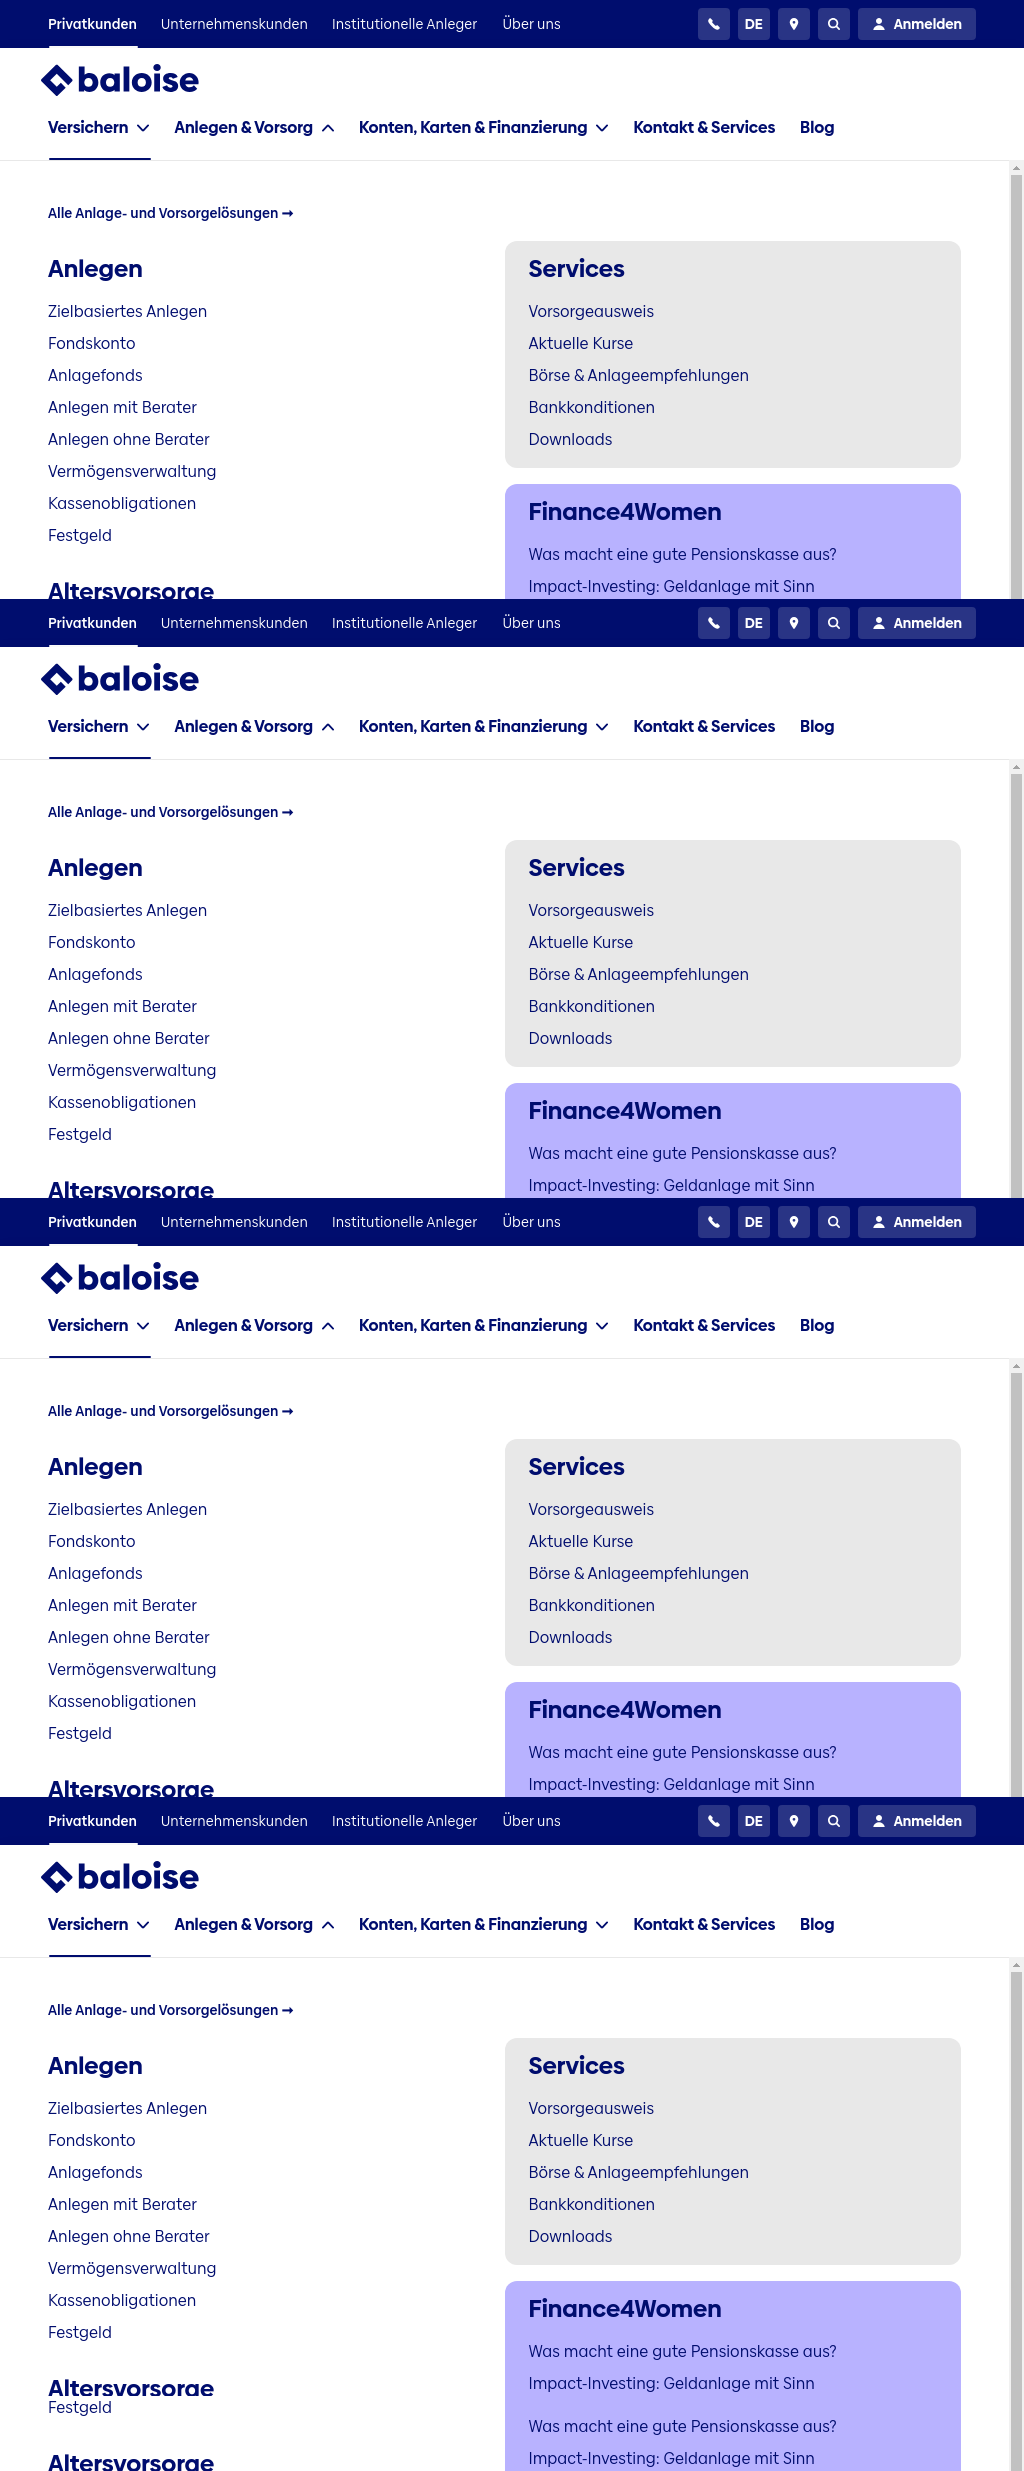 Privatkunden Unternehmenskunden Institutionelle Anleger Über uns DE Anmelden
baloise
Versichern Anlegen & Vorsorg Konten, Karten & Finanzierung Kontakt & Services Blog
Alle Anlage- und Vorsorgelösungen →
Anlegen
Zielbasiertes Anlegen
Fondskonto
Anlagefonds
Anlegen mit Berater
Anlegen ohne Berater
Vermögensverwaltung
Kassenobligationen
Festgeld
Altersvorsorge
Services
Vorsorgeausweis
Aktuelle Kurse
Börse & Anlageempfehlungen
Bankkonditionen
Downloads
Finance4Women
Was macht eine gute Pensionskasse aus?
Impact-Investing: Geldanlage mit Sinn
Privatkunden Unternehmenskunden Institutionelle Anleger Über uns DE Anmelden
baloise
Versichern Anlegen & Vorsorg Konten, Karten & Finanzierung Kontakt & Services Blog
Alle Anlage- und Vorsorgelösungen →
Anlegen
Zielbasiertes Anlegen
Fondskonto
Anlagefonds
Anlegen mit Berater
Anlegen ohne Berater
Vermögensverwaltung
Kassenobligationen
Festgeld
Altersvorsorge
Services
Vorsorgeausweis
Aktuelle Kurse
Börse & Anlageempfehlungen
Bankkonditionen
Downloads
Finance4Women
Was macht eine gute Pensionskasse aus?
Impact-Investing: Geldanlage mit Sinn
Privatkunden Unternehmenskunden Institutionelle Anleger Über uns DE Anmelden
baloise
Versichern Anlegen & Vorsorg Konten, Karten & Finanzierung Kontakt & Services Blog
Alle Anlage- und Vorsorgelösungen →
Anlegen
Zielbasiertes Anlegen
Fondskonto
Anlagefonds
Anlegen mit Berater
Anlegen ohne Berater
Vermögensverwaltung
Kassenobligationen
Festgeld
Altersvorsorge
Services
Vorsorgeausweis
Aktuelle Kurse
Börse & Anlageempfehlungen
Bankkonditionen
Downloads
Finance4Women
Was macht eine gute Pensionskasse aus?
Impact-Investing: Geldanlage mit Sinn
Privatkunden Unternehmenskunden Institutionelle Anleger Über uns DE Anmelden
baloise
Versichern Anlegen & Vorsorg Konten, Karten & Finanzierung Kontakt & Services Blog
Alle Anlage- und Vorsorgelösungen →
Anlegen
Zielbasiertes Anlegen
Fondskonto
Anlagefonds
Anlegen mit Berater
Anlegen ohne Berater
Vermögensverwaltung
Kassenobligationen
Festgeld
Altersvorsorge
Festgeld
Altersvorsorge
Services
Vorsorgeausweis
Aktuelle Kurse
Börse & Anlageempfehlungen
Bankkonditionen
Downloads
Finance4Women
Was macht eine gute Pensionskasse aus?
Impact-Investing: Geldanlage mit Sinn
Was macht eine gute Pensionskasse aus?
Impact-Investing: Geldanlage mit Sinn